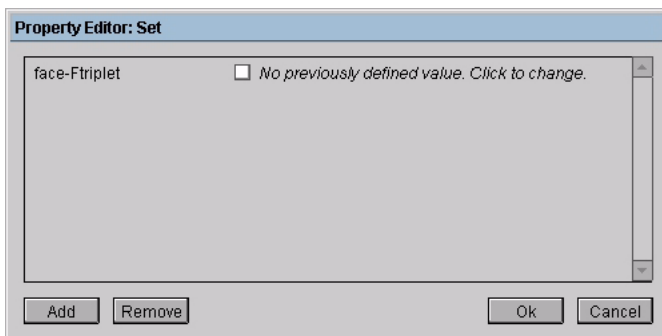 Property Editor: Set
face-Ftriplet No previously defined value. Click to change.
Add Remove Ok Cancel